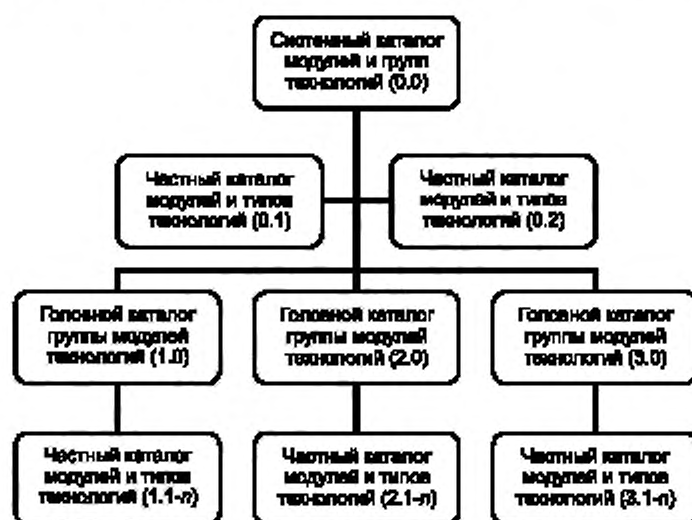 Системный каталог
модулей и групп
технологий (0.0)
Частный каталог
модулей и типов
технологий (0.1)
Частный каталог
модулей и типов
технологий (0.2)
Головной каталог
группы модулей
технологий (1.0)
Головной каталог
группы модулей
технологий (2.0)
Головной каталог
группы модулей
технологий (3.0)
Частный каталог
модулей и типов
технологий (1.1-n)
Частный каталог
модулей и типов
технологий (2.1-n)
Частный каталог
модулей и типов
технологий (3.1-n)